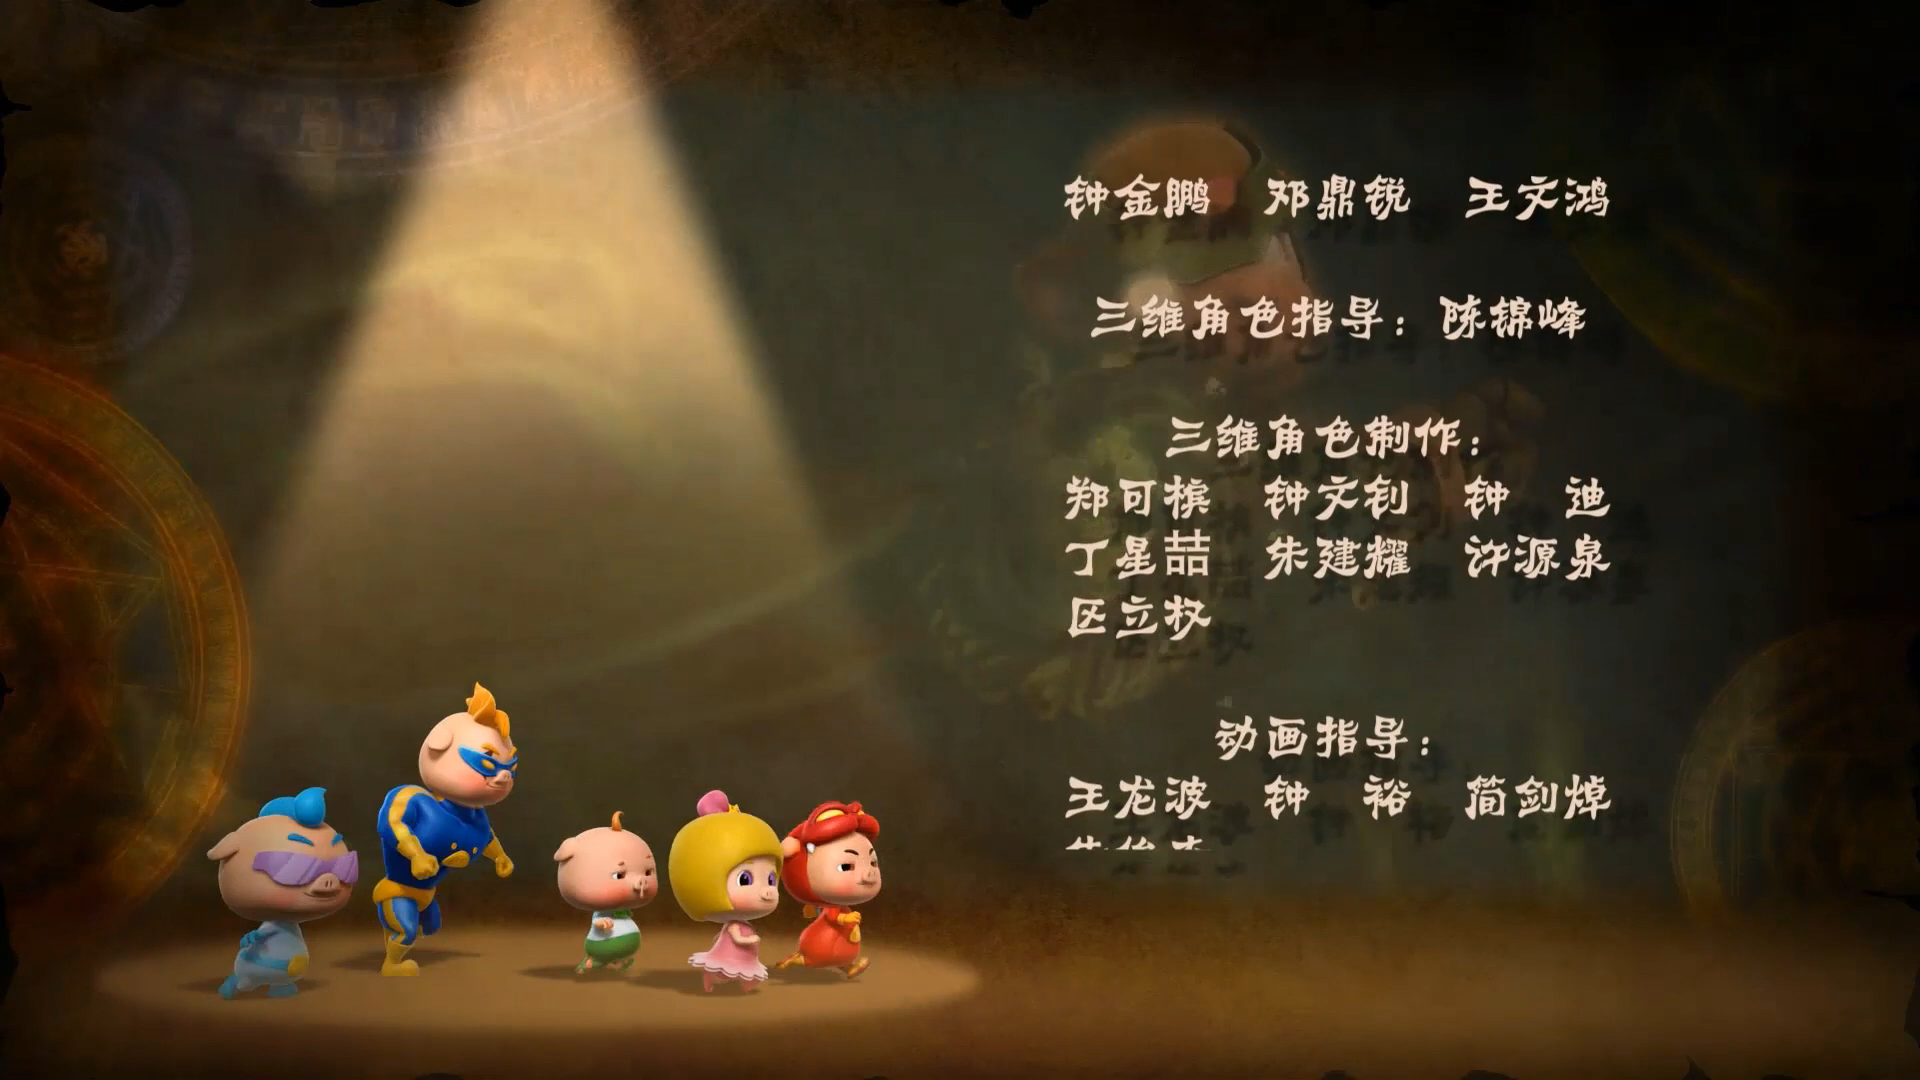 钟金鹏 邓鼎锐 王文鸿
三维角色指导：陈锦峰
三维角色制作：
郑可槟 钟文钊 钟 迪
丁星喆 朱建耀 许源泉
区立权
动画指导：
王龙波 钟 裕 简剑焯